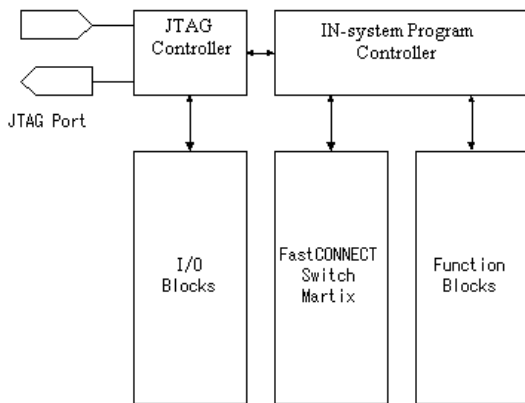 JTAG
Controller
IN-system Program
Controller
JTAG Port
I/O
Blocks
FastCONNECT
Switch
Martix
Function
Blocks